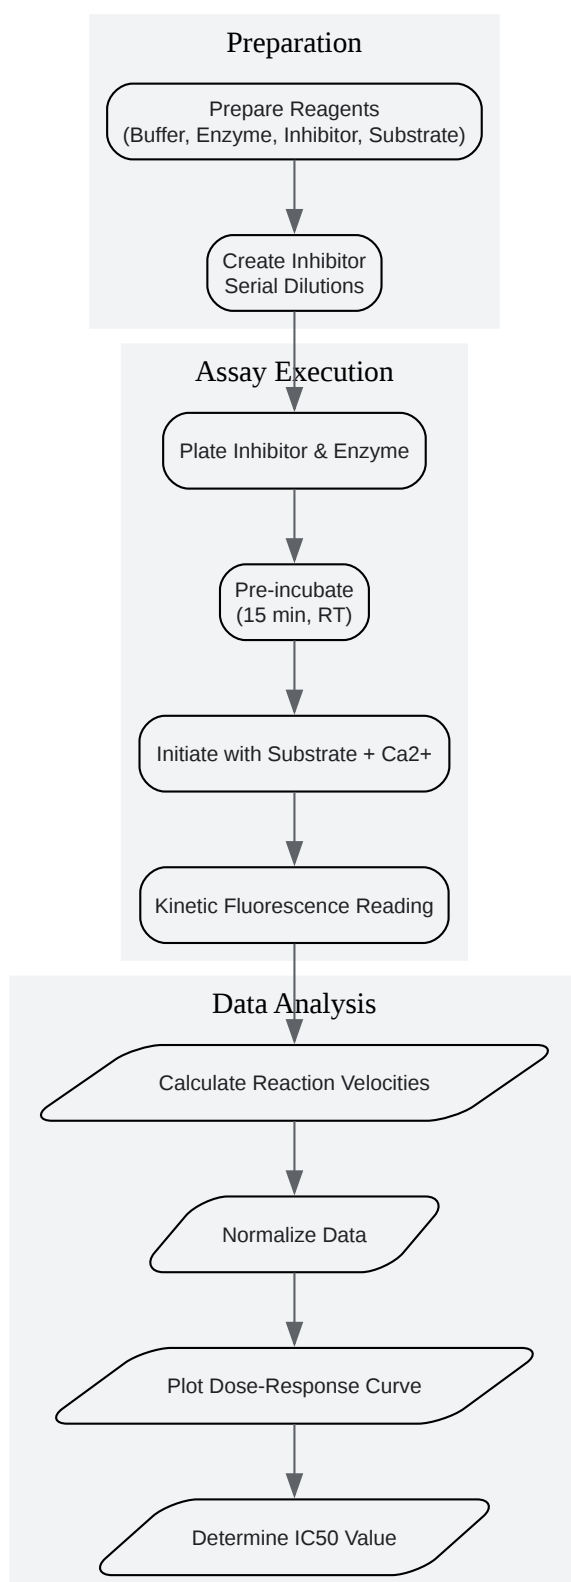 Preparation
Prepare Reagents
(Buffer, Enzyme, Inhibitor, Substrate)
Create Inhibitor
Serial Dilutions
Assay Execution
Plate Inhibitor & Enzyme
Pre-incubate
(15 min, RT)
Initiate with Substrate + Ca2+
Kinetic Fluorescence Reading
Data Analysis
Calculate Reaction Velocities
Normalize Data
Plot Dose-Response Curve
Determine IC50 Value